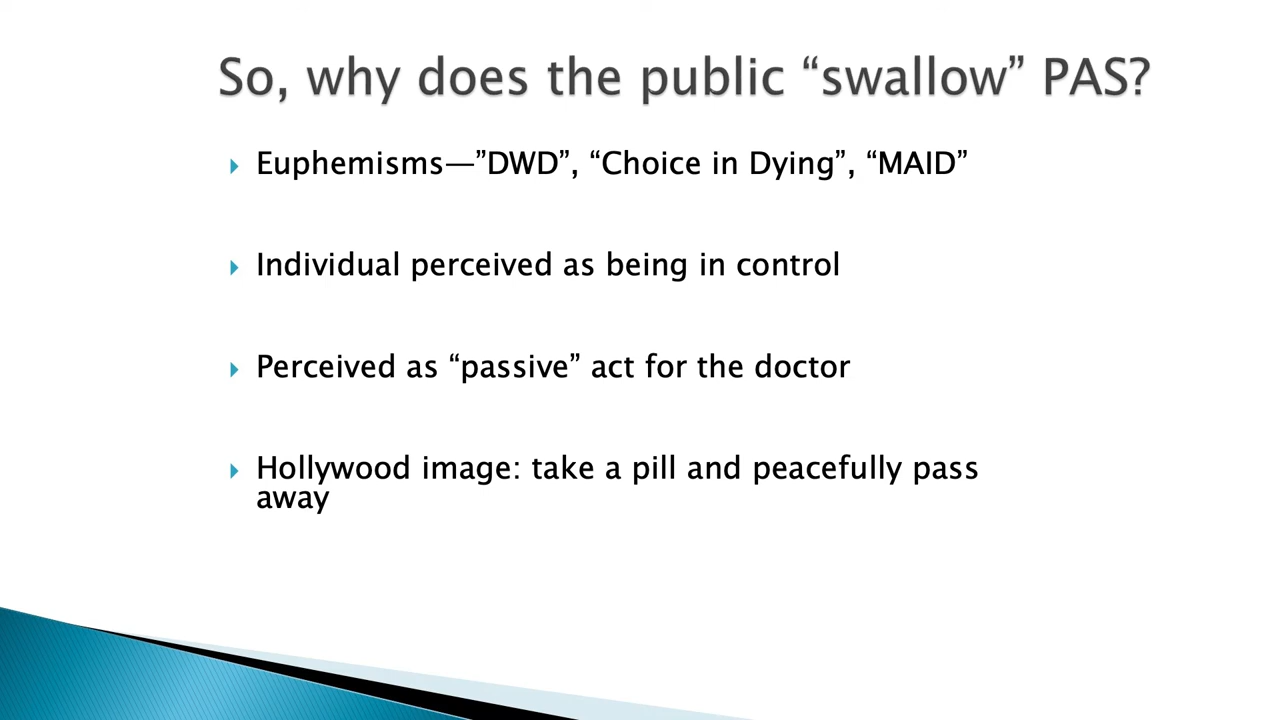 So, why does the public “swallow” PAS?
Euphemisms—”DWD”, “Choice in Dying”, “MAID”
Individual perceived as being in control
Perceived as “passive” act for the doctor
Hollywood image: take a pill and peacefully pass
away